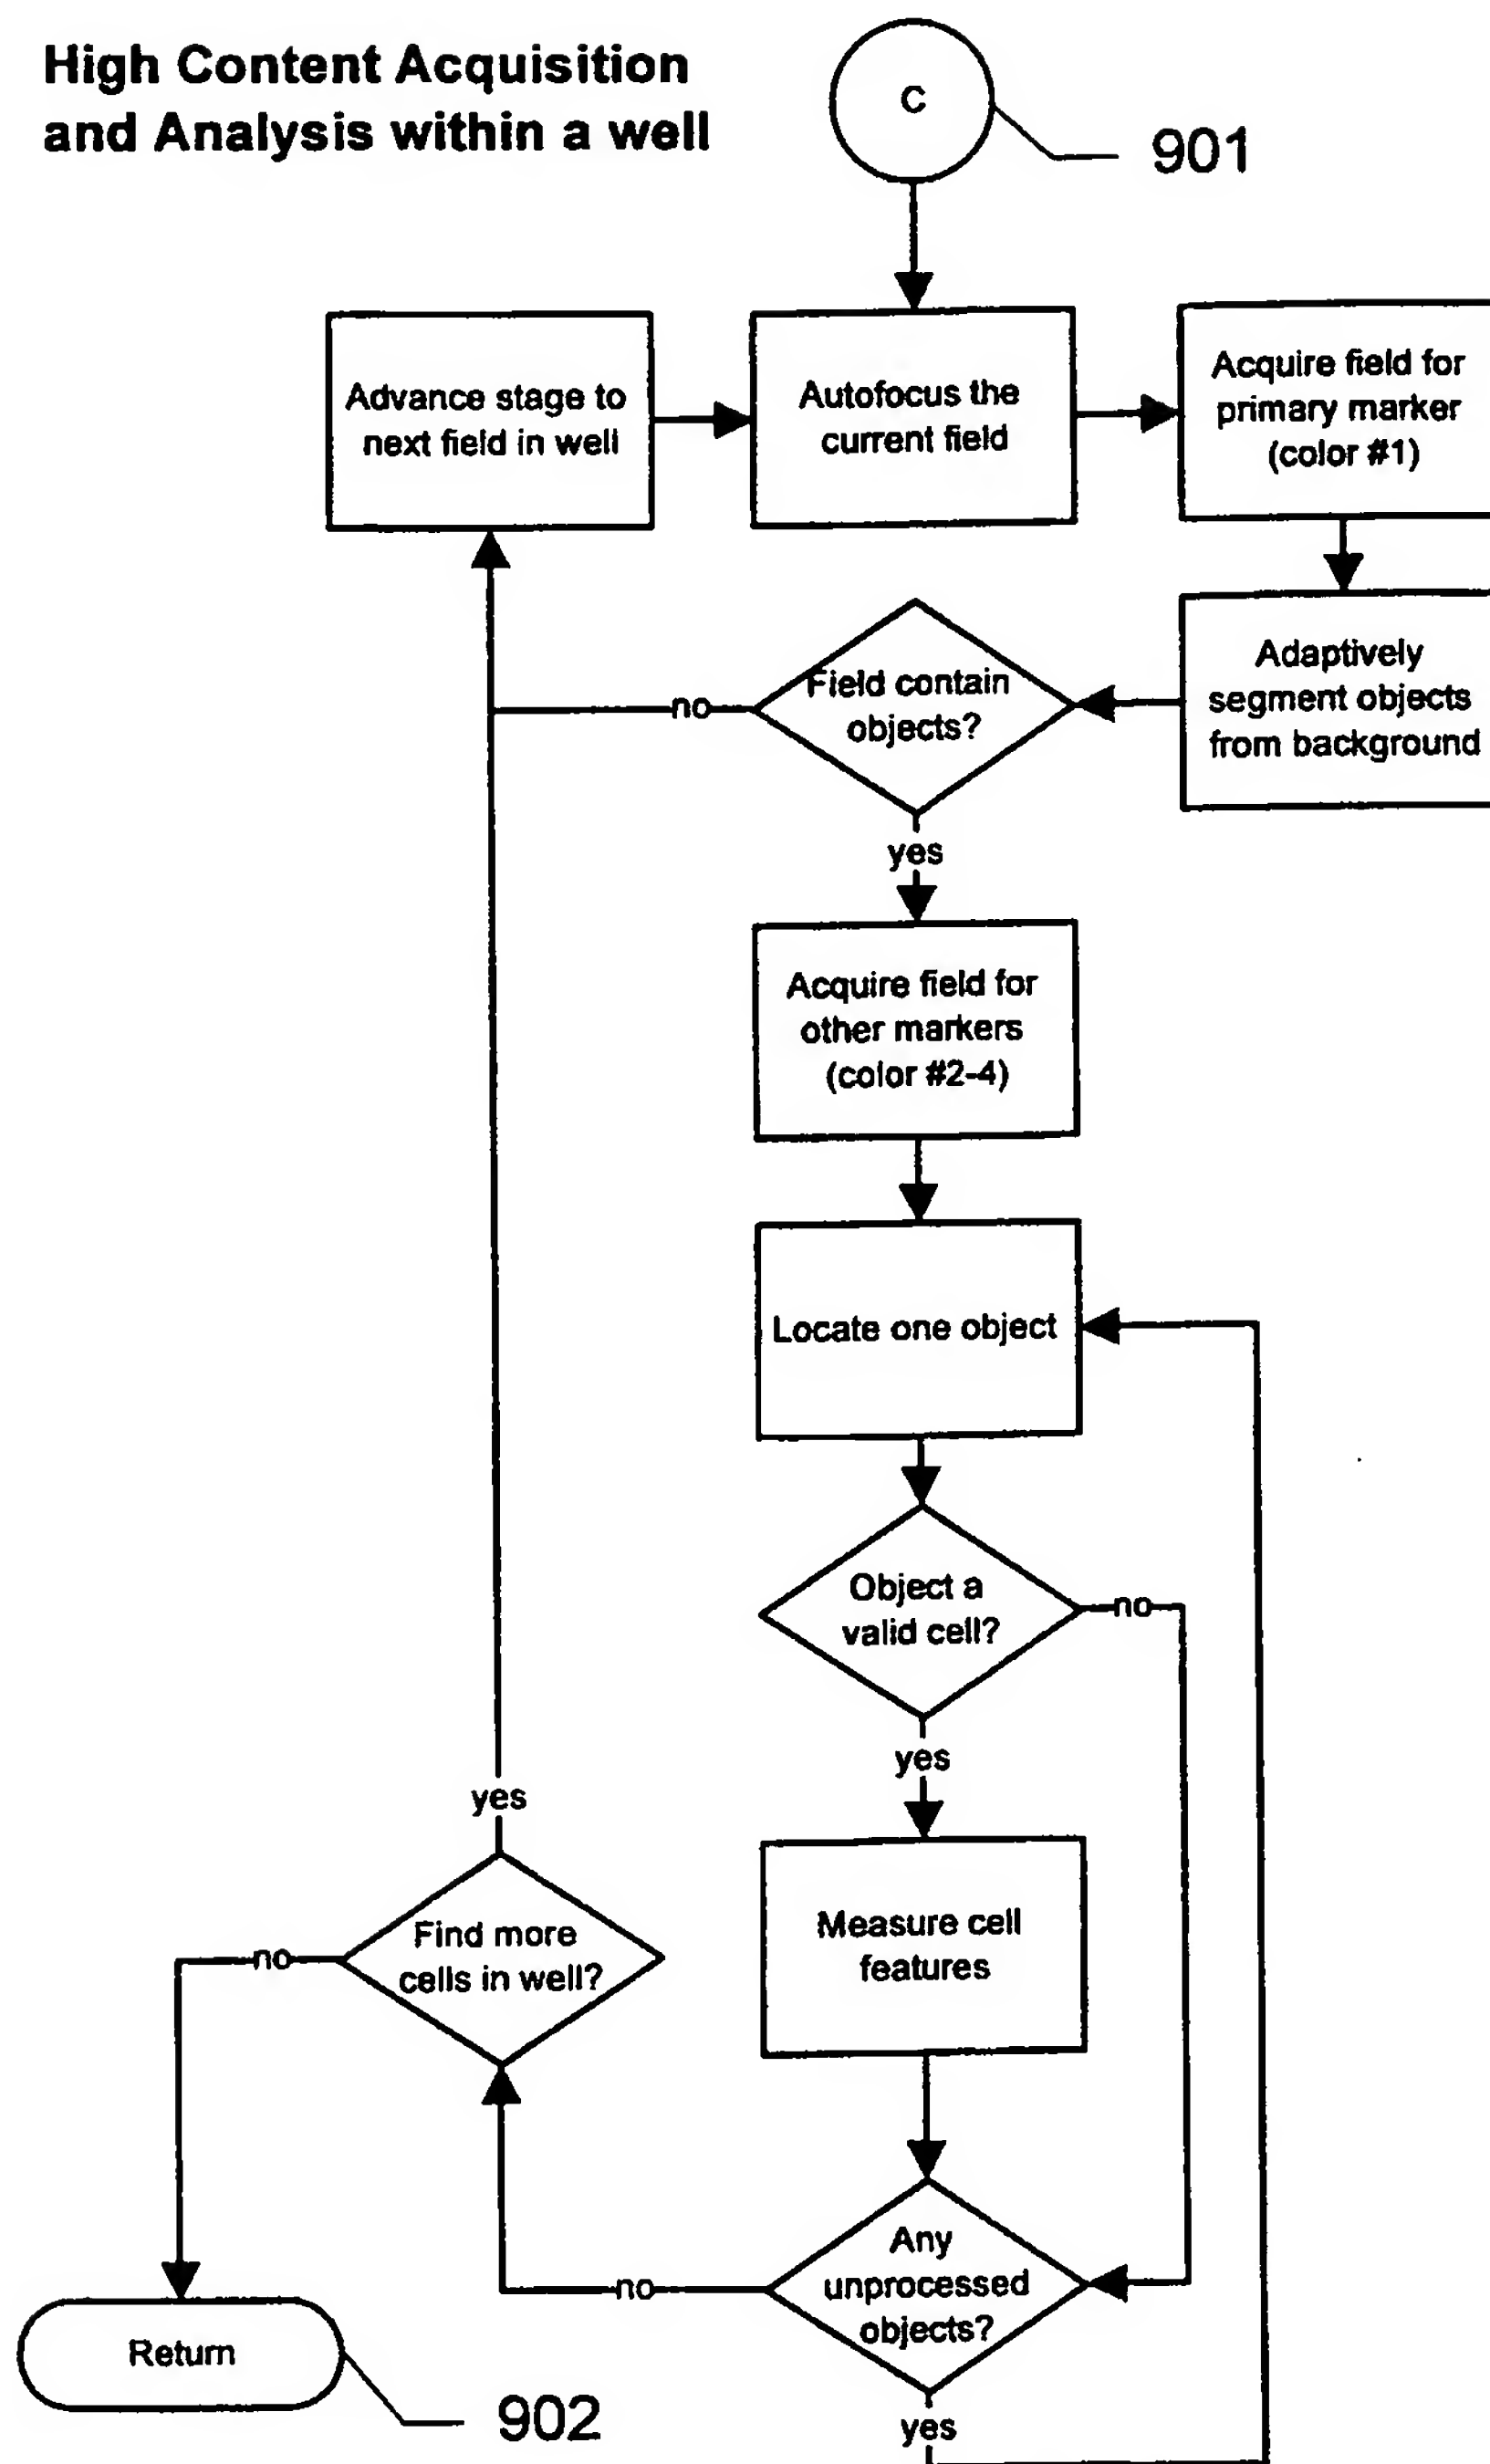 High Content Acquisition
and Analysis within a well
C
901
Advance stage to
next field in well
Autofocus the
current field
Acquire field for
primary marker
(color #1)
Adaptively
segment objects
from background
Field contain
objects?
no
yes
Acquire field for
other markers
(color #2-4)
Locate one object
Object a
valid cell?
no
yes
Measure cell
features
Any
unprocessed
objects?
no
yes
Find more
cells in well?
yes
no
Return
902